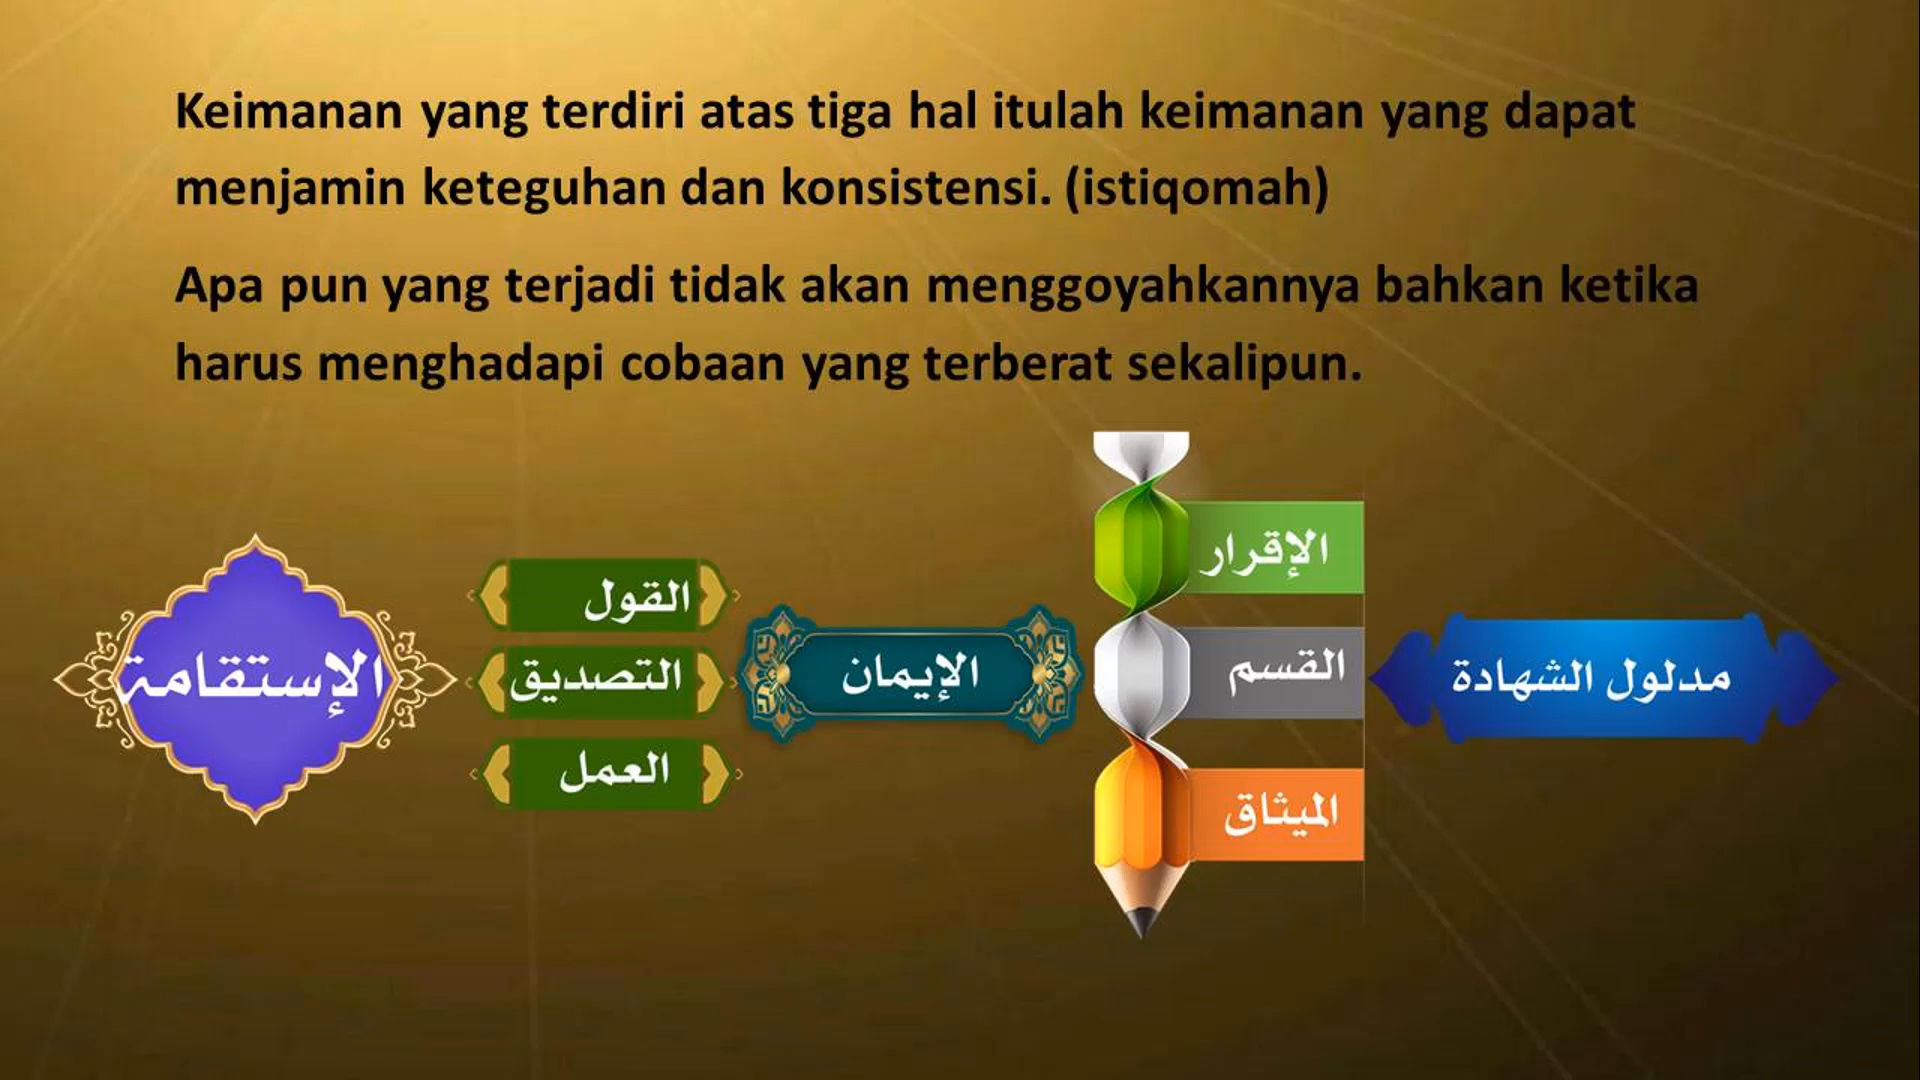 Keimanan yang terdiri atas tiga hal itulah keimanan yang dapat
menjamin keteguhan dan konsistensi. (istiqomah)
Apa pun yang terjadi tidak akan menggoyahkannya bahkan ketika
harus menghadapi cobaan yang terberat sekalipun.
مدلول الشهادة
الإقرار
القسم
الميثاق
الإيمان
القول
التصديق
العمل
الإستقامة